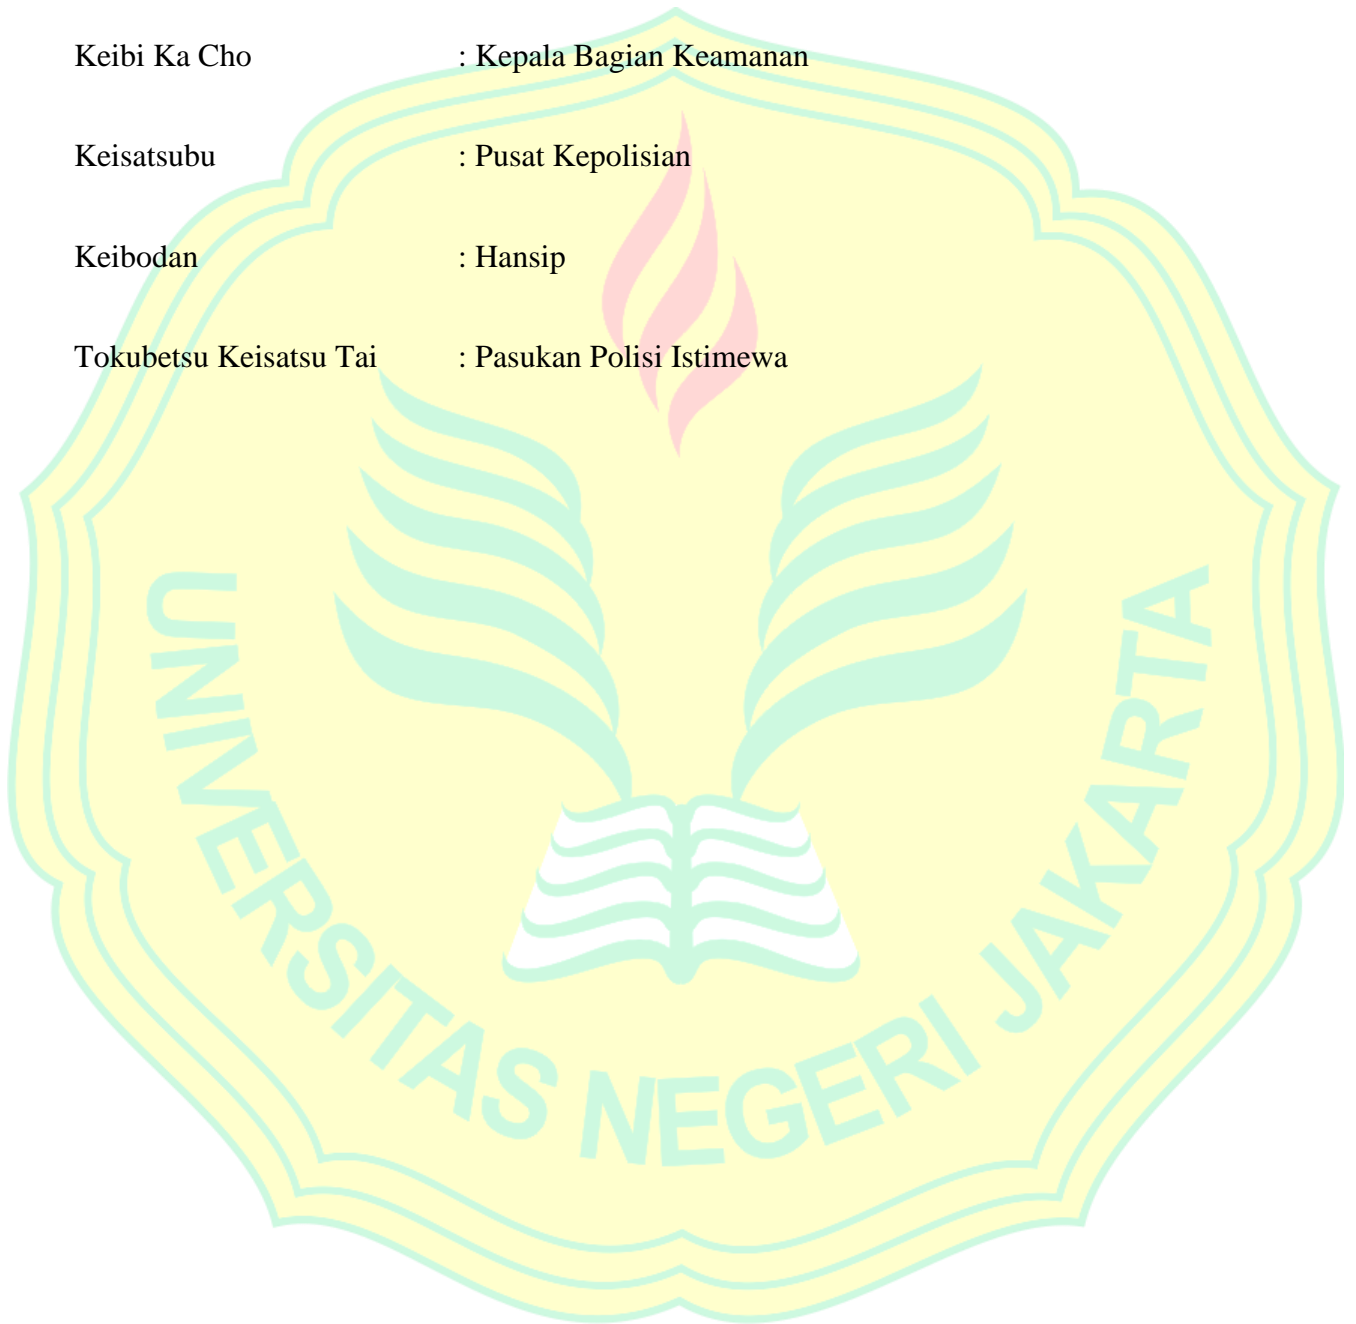 Keibi Ka Cho : Kepala Bagian Keamanan
Keisatsubu : Pusat Kepolisian
Keibodan : Hansip
Tokubetsu Keisatsu Tai : Pasukan Polisi Istimewa
UNIVERSITAS NEGERI JAKARTA